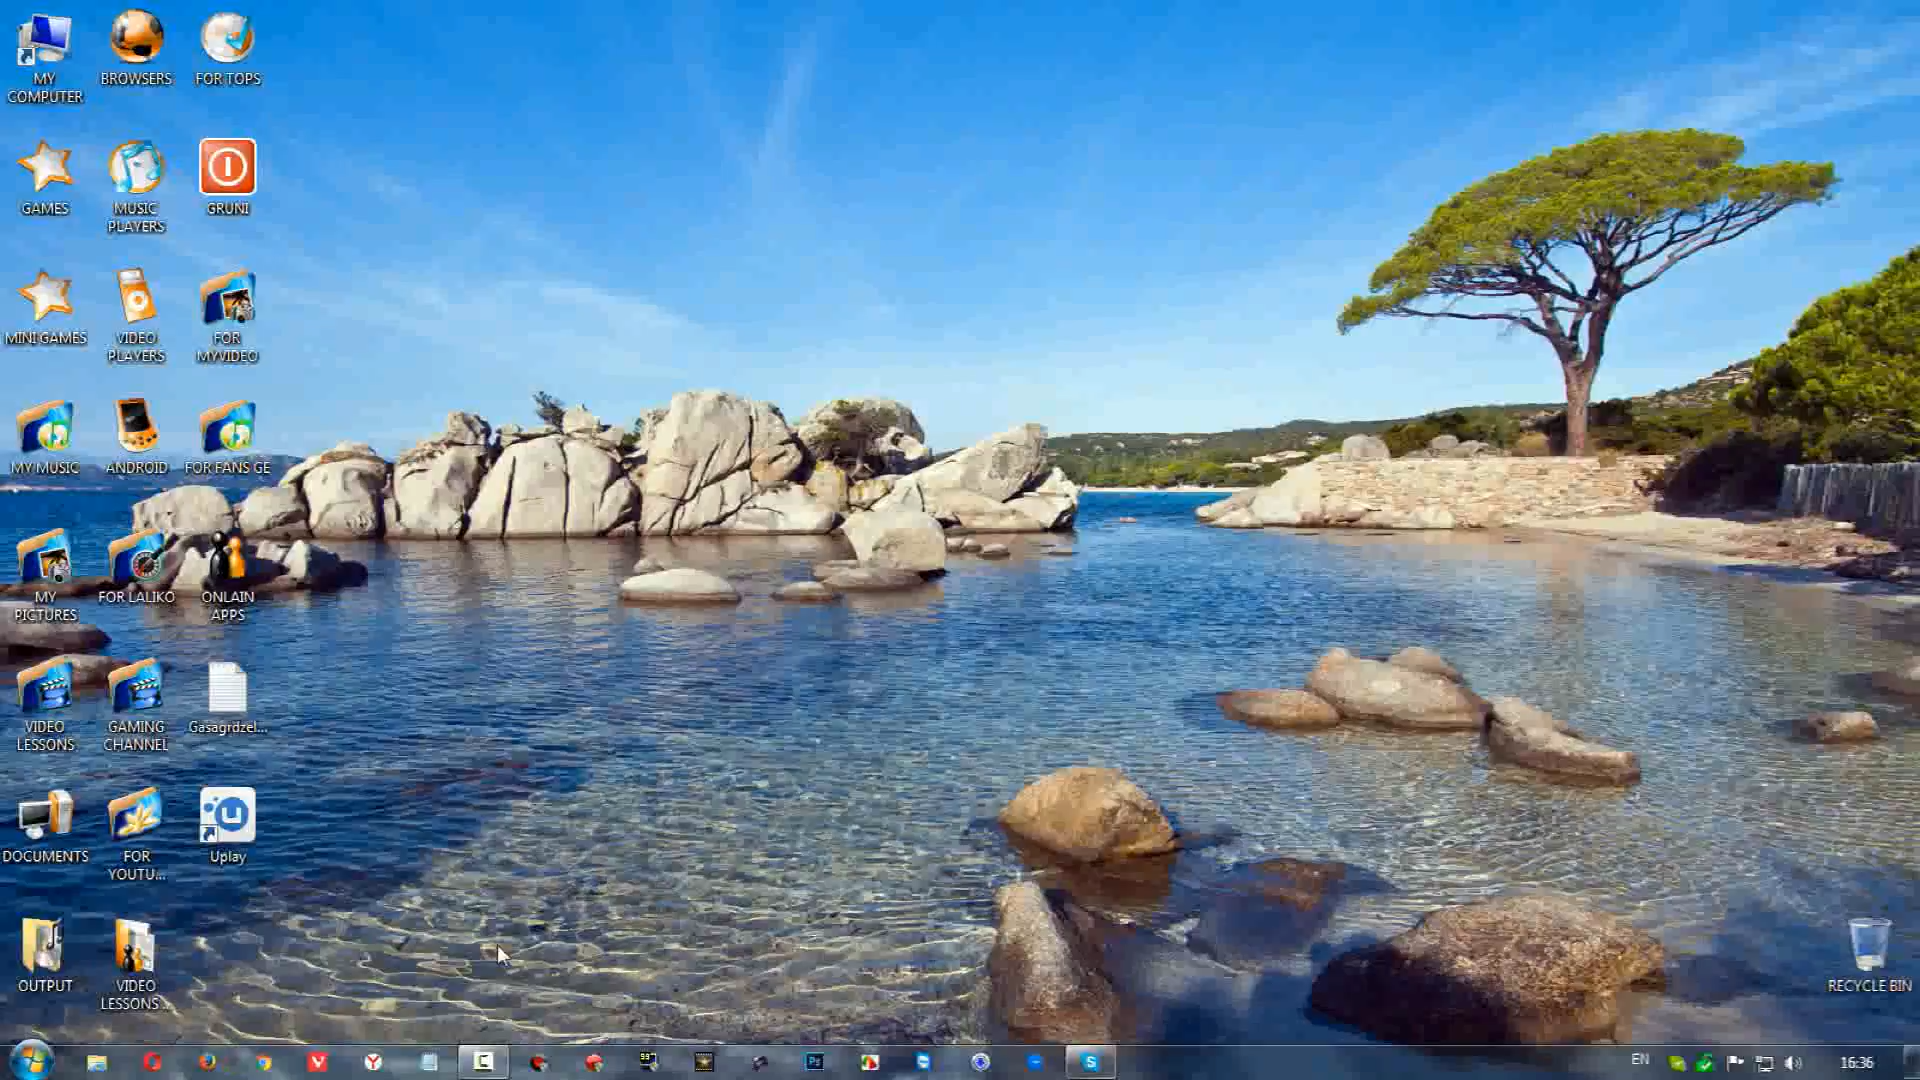 MY
COMPUTER
BROWSERS
FOR TOPS
GAMES
MUSIC
PLAYERS
GRUNI
MINI GAMES
VIDEO
PLAYERS
FOR
MYVIDEO
MY MUSIC
ANDROID
FOR FANS GE
MY
PICTURES
FOR LALIKO
ONLAIN
APPS
VIDEO
LESSONS
GAMING
CHANNEL
Gasagrdzel...
DOCUMENTS
FOR
YOUTU...
Uplay
OUTPUT
VIDEO
LESSONS...
RECYCLE BIN
99
Ps
EN
16:36